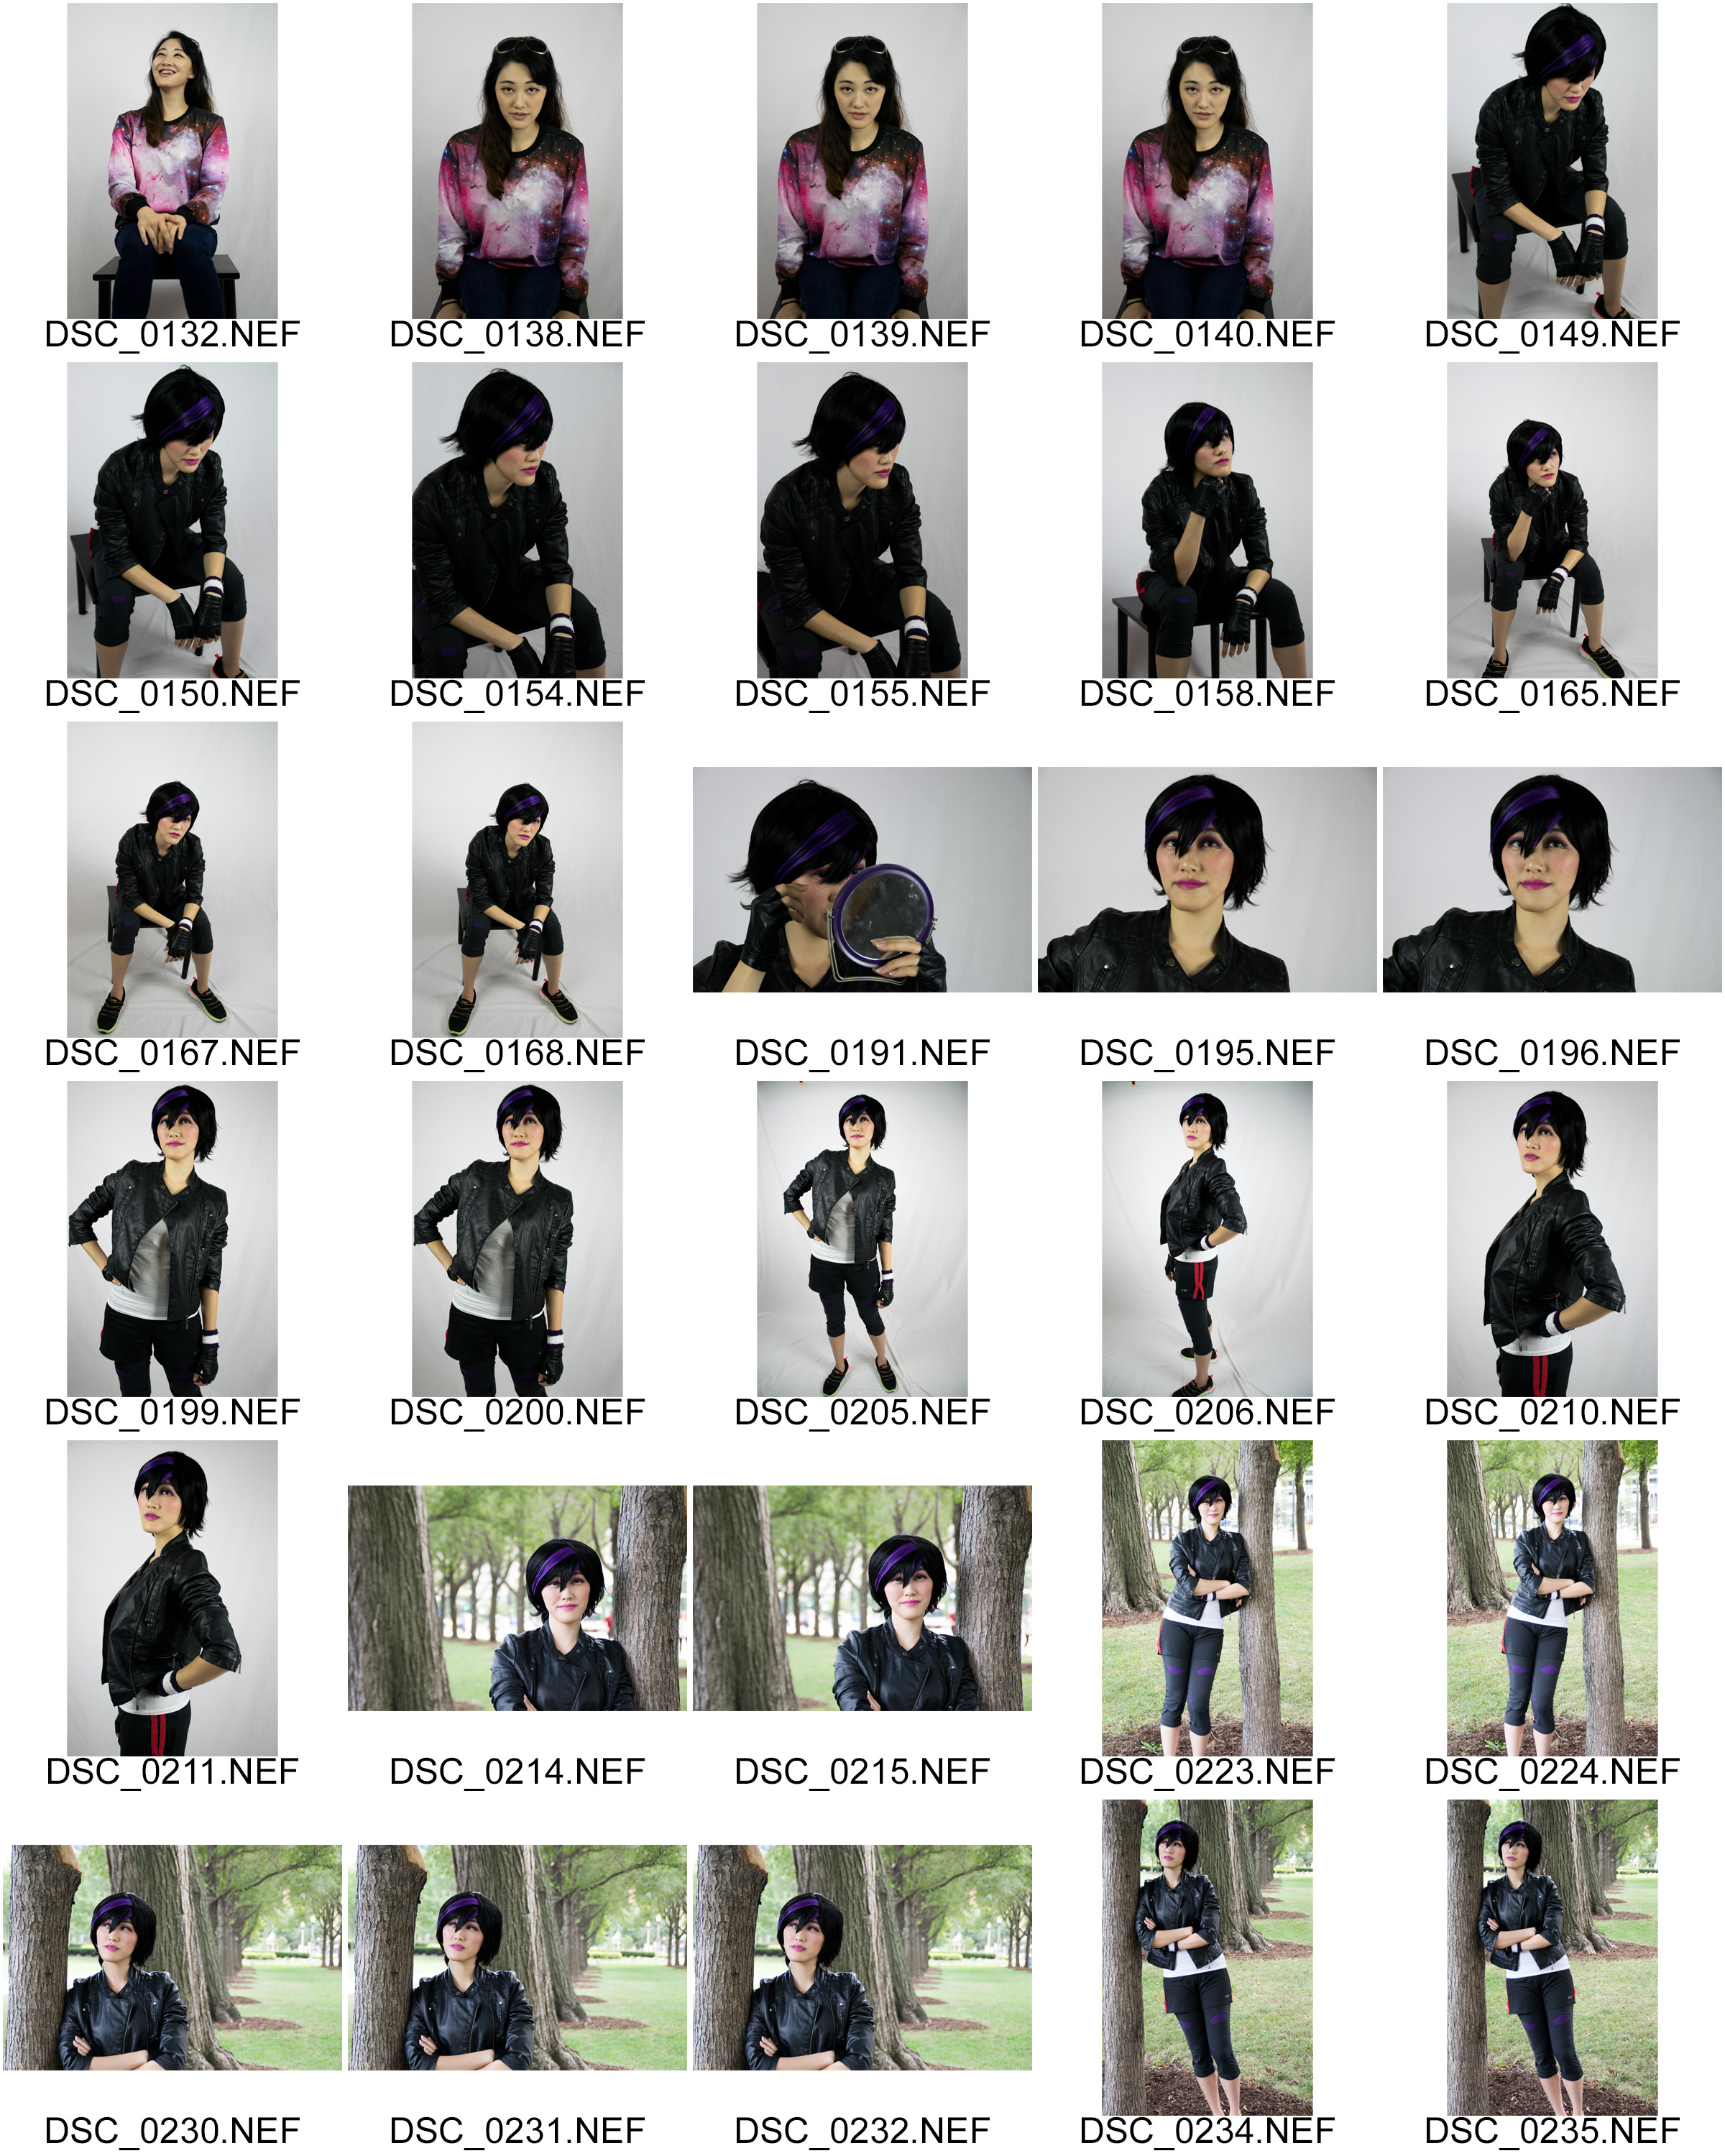 DSC_0132.NEF DSC_0138.NEF DSC_0139.NEF DSC_0140.NEF DSC_0149.NEF
DSC_0150.NEF DSC_0154.NEF DSC_0155.NEF DSC_0158.NEF DSC_0165.NEF
DSC_0167.NEF DSC_0168.NEF DSC_0191.NEF DSC_0195.NEF DSC_0196.NEF
DSC_0199.NEF DSC_0200.NEF DSC_0205.NEF DSC_0206.NEF DSC_0210.NEF
DSC_0211.NEF DSC_0214.NEF DSC_0215.NEF DSC_0223.NEF DSC_0224.NEF
DSC_0230.NEF DSC_0231.NEF DSC_0232.NEF DSC_0234.NEF DSC_0235.NEF